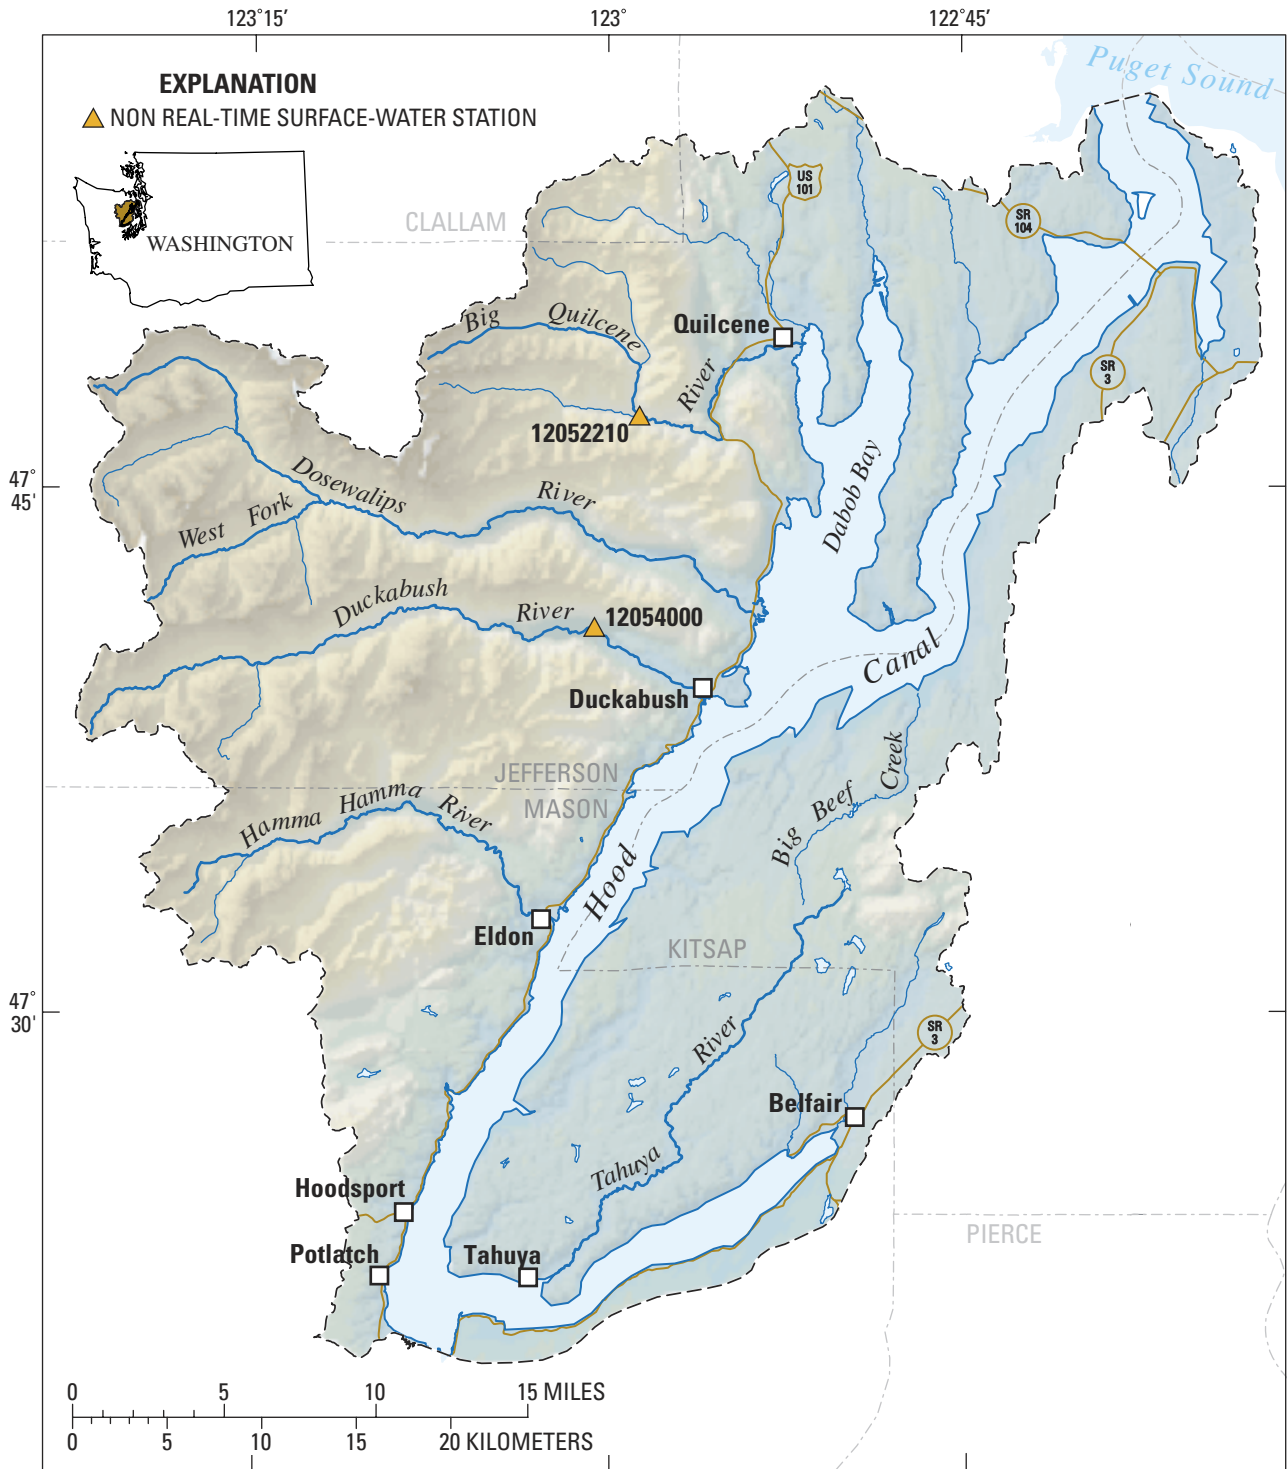 123°15'
123°
122°45'
EXPLANATION
NON REAL-TIME SURFACE-WATER STATION
Puget Sound
WASHINGTON
CLALLAM
US
101
SR
104
Big Quilcene River
Quilcene
SR
3
12052210
47°
45'
Dosewalips River
West Fork
Dabob Bay
Duckabush River
12054000
Duckabush
Hood Canal
JEFFERSON
MASON
Hamma Hamma River
Big Beef Creek
Eldon
KITSAP
47°
30'
Tahuya River
SR
3
Belfair
Hoodsport
Potlatch
Tahuya
PIERCE
0 5 10 15 MILES
0 5 10 15 20 KILOMETERS